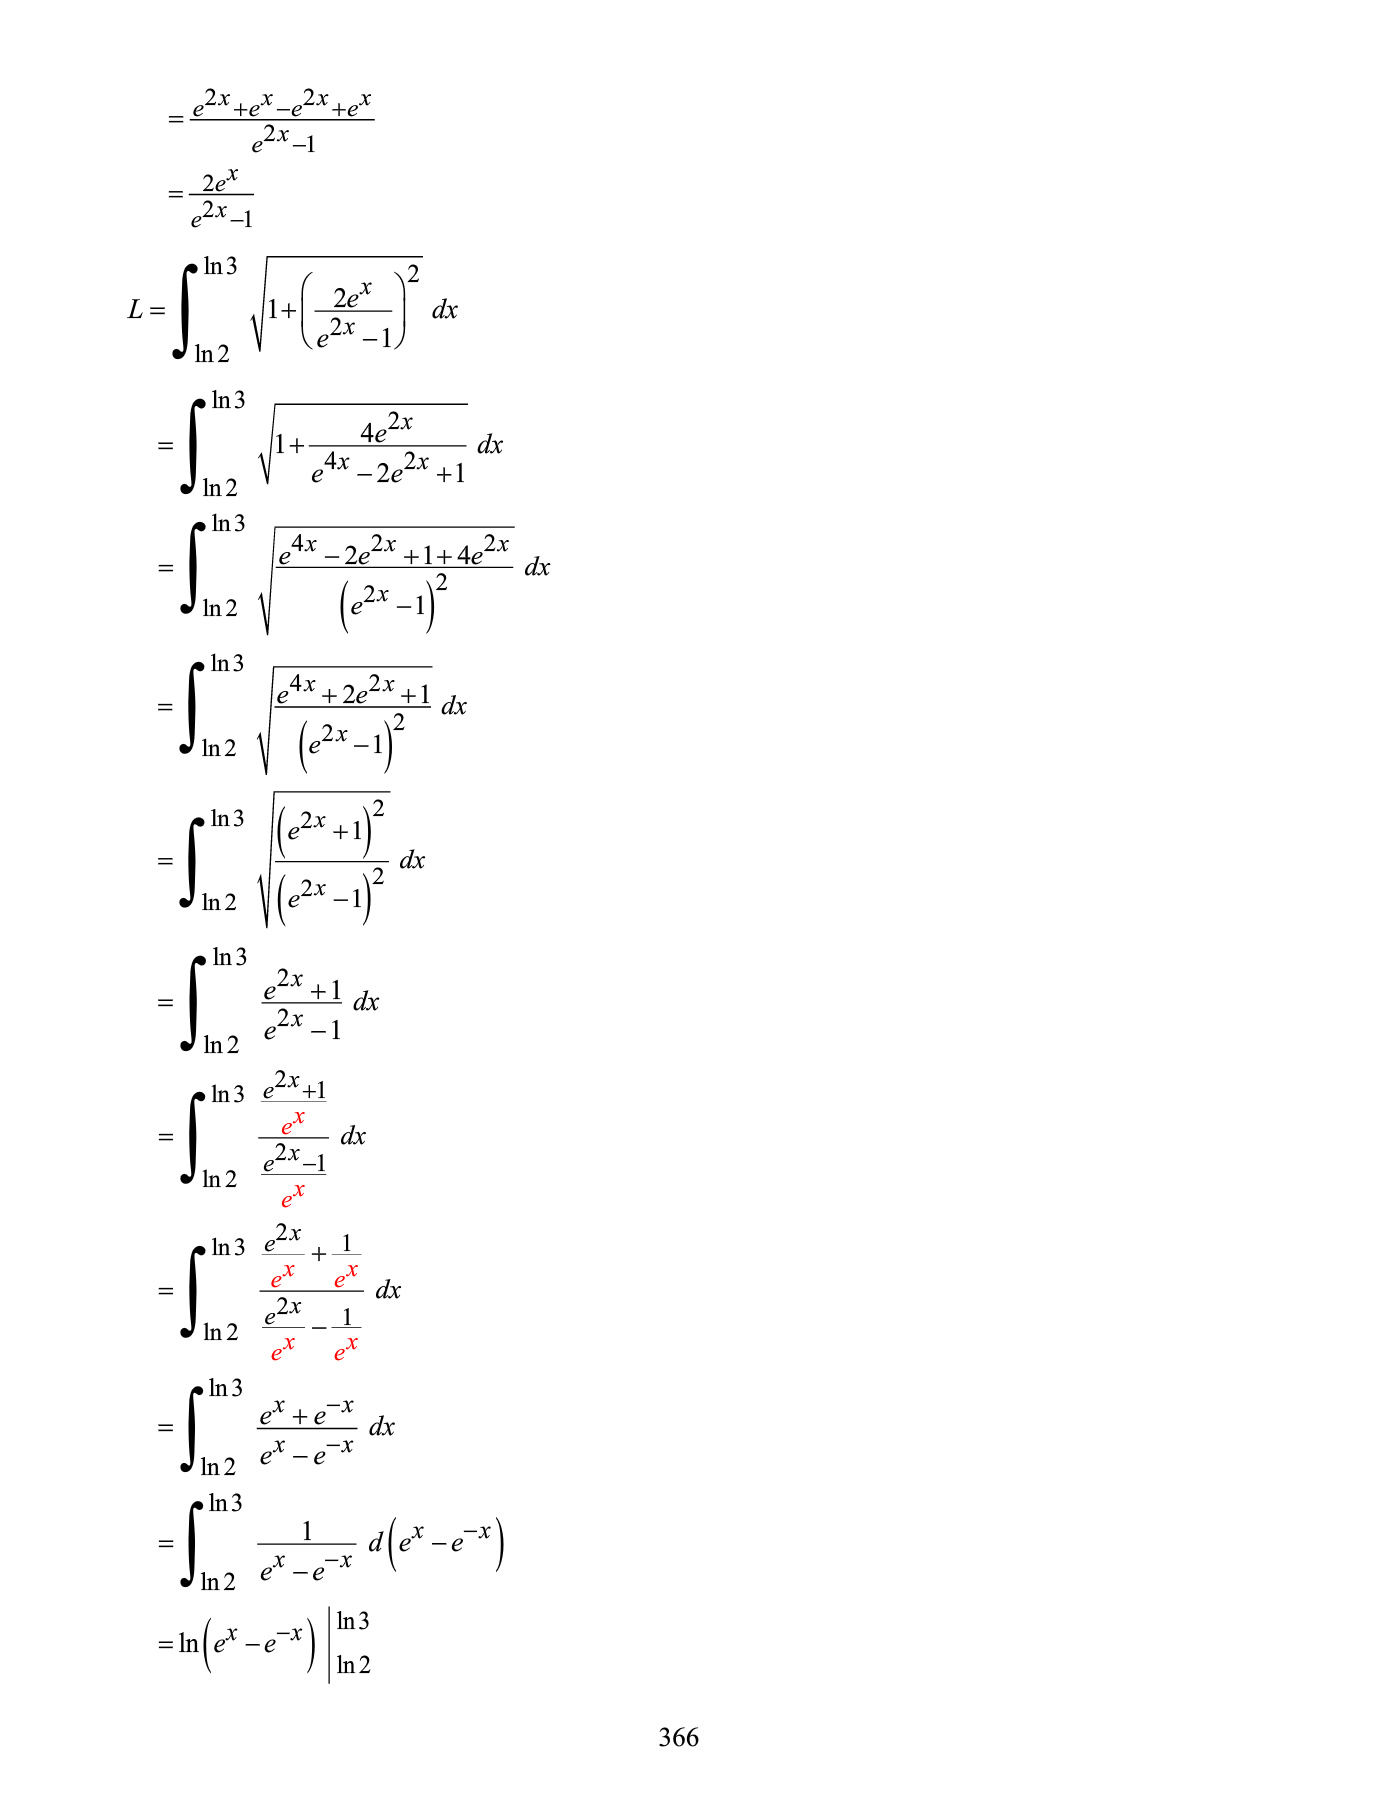 = \frac{e^{2x}+e^x-e^{2x}+e^x}{e^{2x}-1}
= \frac{2e^x}{e^{2x}-1}
L = \int_{\ln 2}^{\ln 3} \sqrt{1+\left(\frac{2e^x}{e^{2x}-1}\right)^2} dx
= \int_{\ln 2}^{\ln 3} \sqrt{1+\frac{4e^{2x}}{e^{4x}-2e^{2x}+1}} dx
= \int_{\ln 2}^{\ln 3} \sqrt{\frac{e^{4x}-2e^{2x}+1+4e^{2x}}{\left(e^{2x}-1\right)^2}} dx
= \int_{\ln 2}^{\ln 3} \sqrt{\frac{e^{4x}+2e^{2x}+1}{\left(e^{2x}-1\right)^2}} dx
= \int_{\ln 2}^{\ln 3} \sqrt{\frac{\left(e^{2x}+1\right)^2}{\left(e^{2x}-1\right)^2}} dx
= \int_{\ln 2}^{\ln 3} \frac{e^{2x}+1}{e^{2x}-1} dx
= \int_{\ln 2}^{\ln 3} \frac{\frac{e^{2x}+1}{e^x}}{\frac{e^{2x}-1}{e^x}} dx
= \int_{\ln 2}^{\ln 3} \frac{\frac{e^{2x}}{e^x}+\frac{1}{e^x}}{\frac{e^{2x}}{e^x}-\frac{1}{e^x}} dx
= \int_{\ln 2}^{\ln 3} \frac{e^x+e^{-x}}{e^x-e^{-x}} dx
= \int_{\ln 2}^{\ln 3} \frac{1}{e^x-e^{-x}} d\left(e^x-e^{-x}\right)
= \ln\left(e^x-e^{-x}\right) \Big|_{\ln 2}^{\ln 3}
366